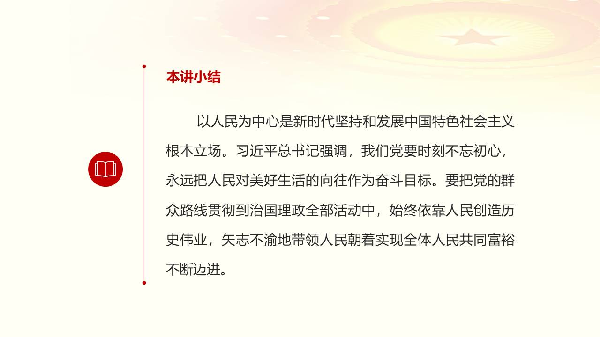 本讲小结
以人民为中心是新时代坚持和发展中国特色社会主义
根本立场。习近平总书记强调，我们党要时刻不忘初心，
永远把人民对美好生活的向往作为奋斗目标。要把党的群
众路线贯彻到治国理政全部活动中，始终依靠人民创造历
史伟业，矢志不渝地带领人民朝着实现全体人民共同富裕
不断迈进。